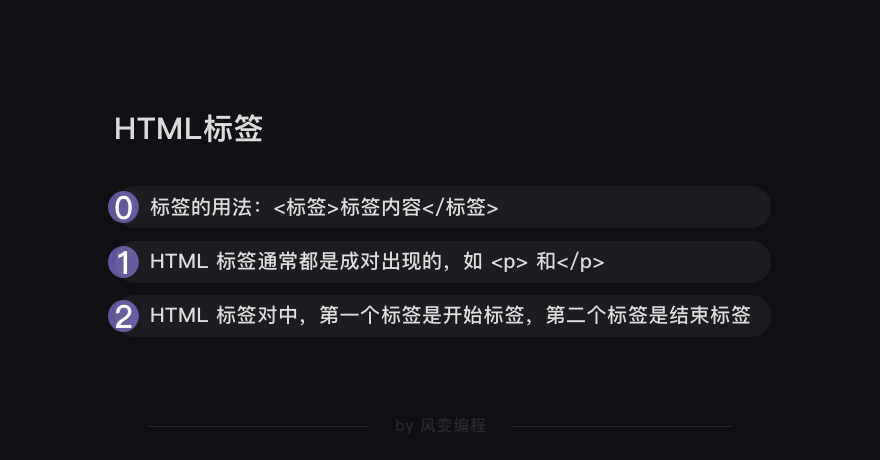 HTML标签
0 标签的用法：<标签>标签内容</标签>
1 HTML 标签通常都是成对出现的，如 <p> 和</p>
2 HTML 标签对中，第一个标签是开始标签，第二个标签是结束标签
by 风变编程